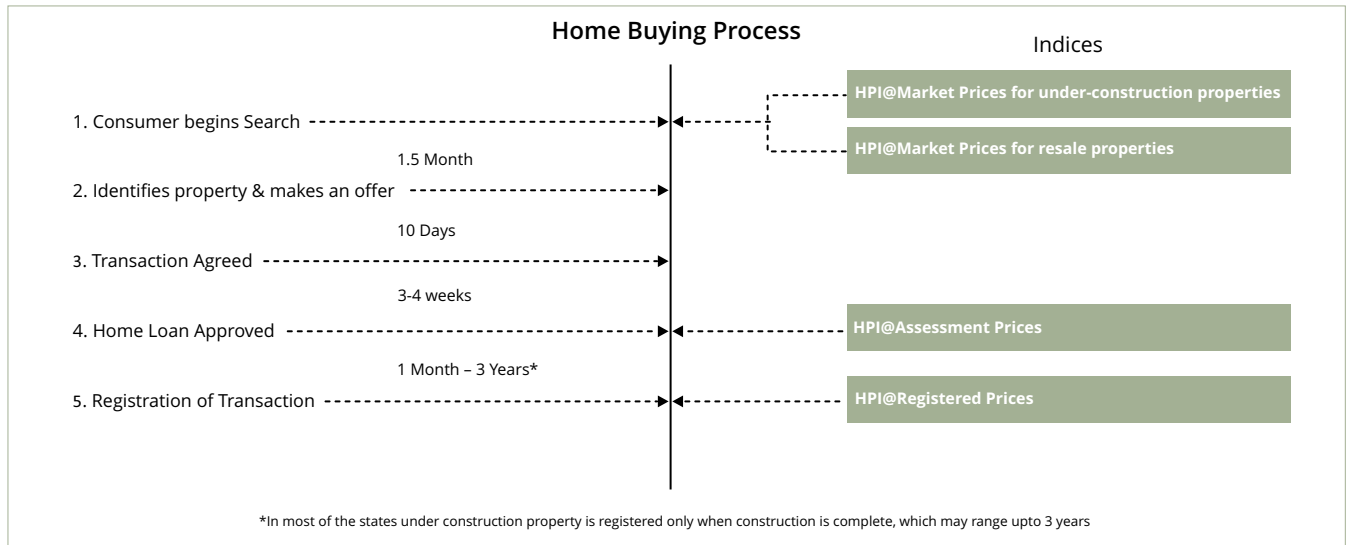 Home Buying Process
Indices
HPI@Market Prices for under-construction properties
1. Consumer begins Search
HPI@Market Prices for resale properties
1.5 Month
2. Identifies property & makes an offer
10 Days
3. Transaction Agreed
3-4 weeks
4. Home Loan Approved
HPI@Assessment Prices
1 Month – 3 Years*
5. Registration of Transaction
HPI@Registered Prices
*In most of the states under construction property is registered only when construction is complete, which may range upto 3 years